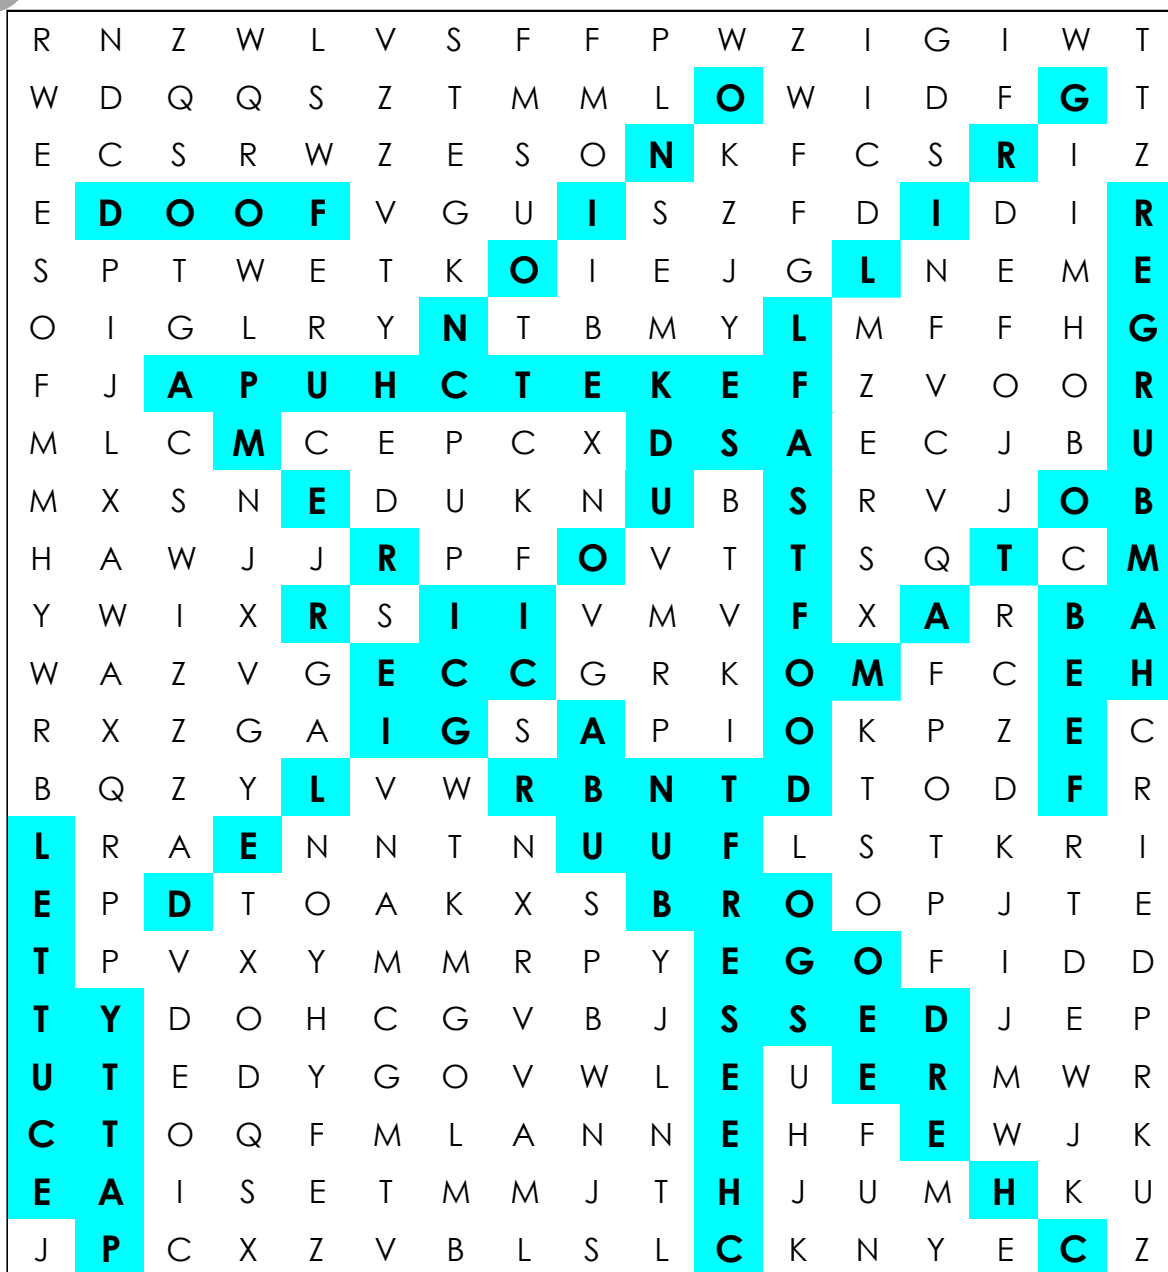 R N Z W L V S F F P W Z I G I W T
W D Q Q S Z T M M L O W I D F G T
E C S R W Z E S O N K F C S R I Z
E D O O F V G U I S Z F D I D I R
S P T W E T K O I E J G L N E M E
O I G L R Y N T B M Y L M F F H G
F J A P U H C T E K E F Z V O O R
M L C M C E P C X D S A E C J B U
M X S N E D U K N U B S R V J O B
H A W J J R P F O V T T S Q T C M
Y W I X R S I I V M V F X A R B A
W A Z V G E C C G R K O M F C E H
R X Z G A I G S A P I O K P Z E C
B Q Z Y L V W R B N T D T O D F R
L R A E N N T N U U F L S T K R I
E P D T O A K X S B R O O P J T E
T P V X Y M M R P Y E G O F I D D
T Y D O H C G V B J S S E D J E P
U T E D Y G O V W L E U E R M W R
C T O Q F M L A N N E H F E W J K
E A I S E T M M J T H J U M H K U
J P C X Z V B L S L C K N Y E C Z